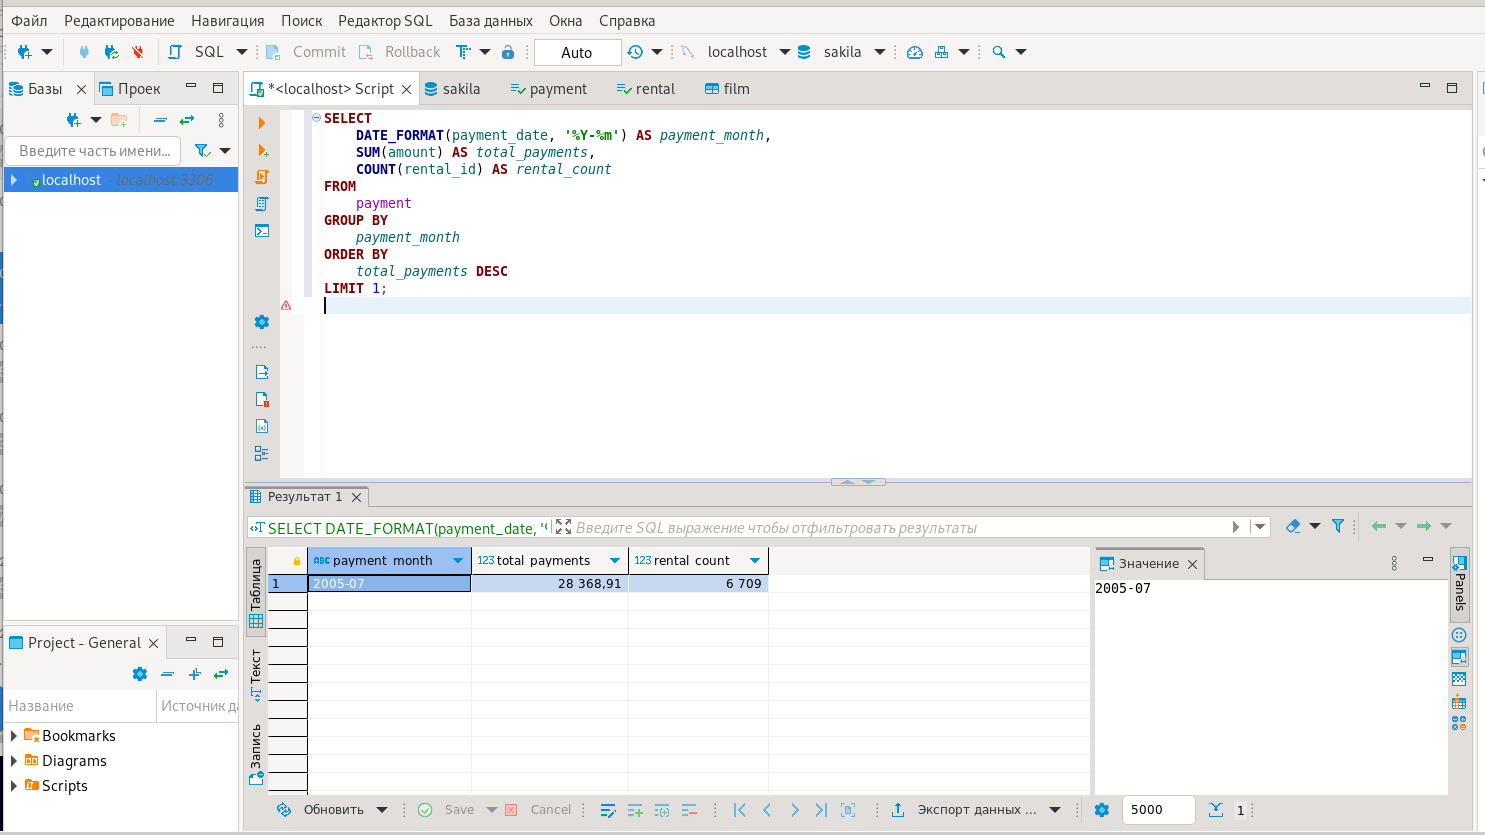 Файл Редактирование Навигация Поиск Редактор SQL База данных Окна Справка
SQL Commit Rollback Auto localhost sakila
Базы Проек
*<localhost> Script sakila payment rental film
Введите часть имени...
localhost - localhost:3306
SELECT
DATE_FORMAT(payment_date, '%Y-%m') AS payment_month,
SUM(amount) AS total_payments,
COUNT(rental_id) AS rental_count
FROM
payment
GROUP BY
payment_month
ORDER BY
total_payments DESC
LIMIT 1;
Результат 1
SELECT DATE_FORMAT(payment_date, '
Введите SQL выражение чтобы отфильтровать результаты
Таблица
Текст
Запись
ABC payment_month 123 total_payments 123 rental_count
1 2005-07 28 368,91 6 709
Значение
2005-07
Panels
Project - General
Название Источник да
Bookmarks
Diagrams
Scripts
Обновить Save Cancel Экспорт данных ... 5000 1